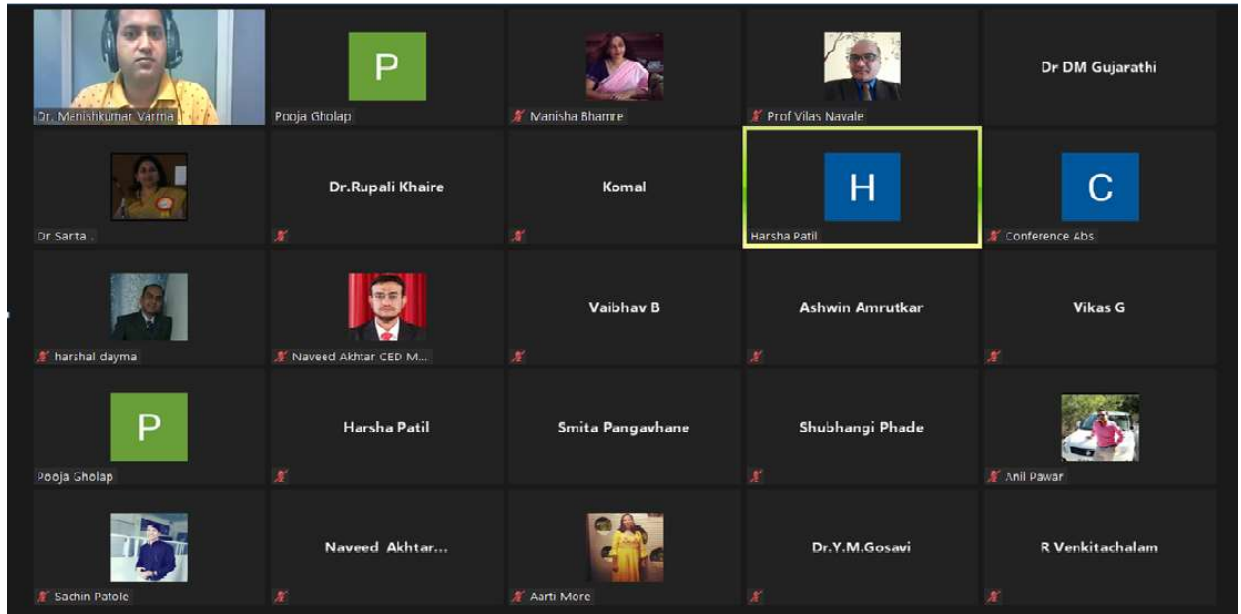 Dr. Manishkumar Varma
P
Pooja Gholap
Manisha Bhamre
Prof Vilas Navale
Dr DM Gujarathi
Dr Sarta .
Dr.Rupali Khaire
Komal
H
Harsha Patil
C
Conference Abs
harshal dayma
Naveed Akhtar CED M...
Vaibhav B
Ashwin Amrutkar
Vikas G
P
Pooja Gholap
Harsha Patil
Smita Pangavhane
Shubhangi Phade
Anil Pawar
Sachin Patole
Naveed Akhtar...
Aarti More
Dr.Y.M.Gosavi
R Venkitachalam